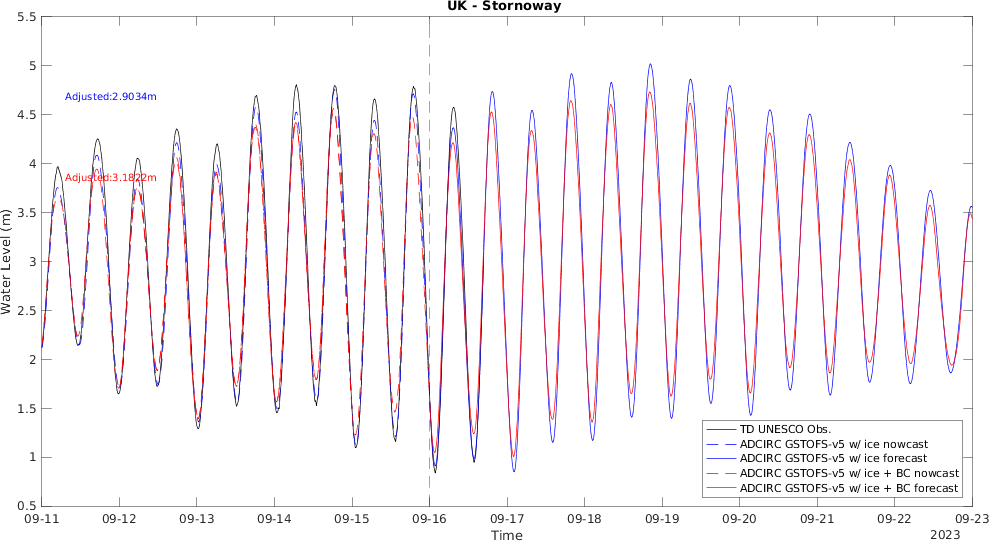 UK - Stornoway
5.5
5
4.5
4
3.5
3
2.5
2
1.5
1
0.5
Water Level (m)
Adjusted:2.9034m
Adjusted:3.1822m
TD UNESCO Obs.
ADCIRC GSTOFS-v5 w/ ice nowcast
ADCIRC GSTOFS-v5 w/ ice forecast
ADCIRC GSTOFS-v5 w/ ice + BC nowcast
ADCIRC GSTOFS-v5 w/ ice + BC forecast
09-11 09-12 09-13 09-14 09-15 09-16 09-17 09-18 09-19 09-20 09-21 09-22 09-23
Time
2023